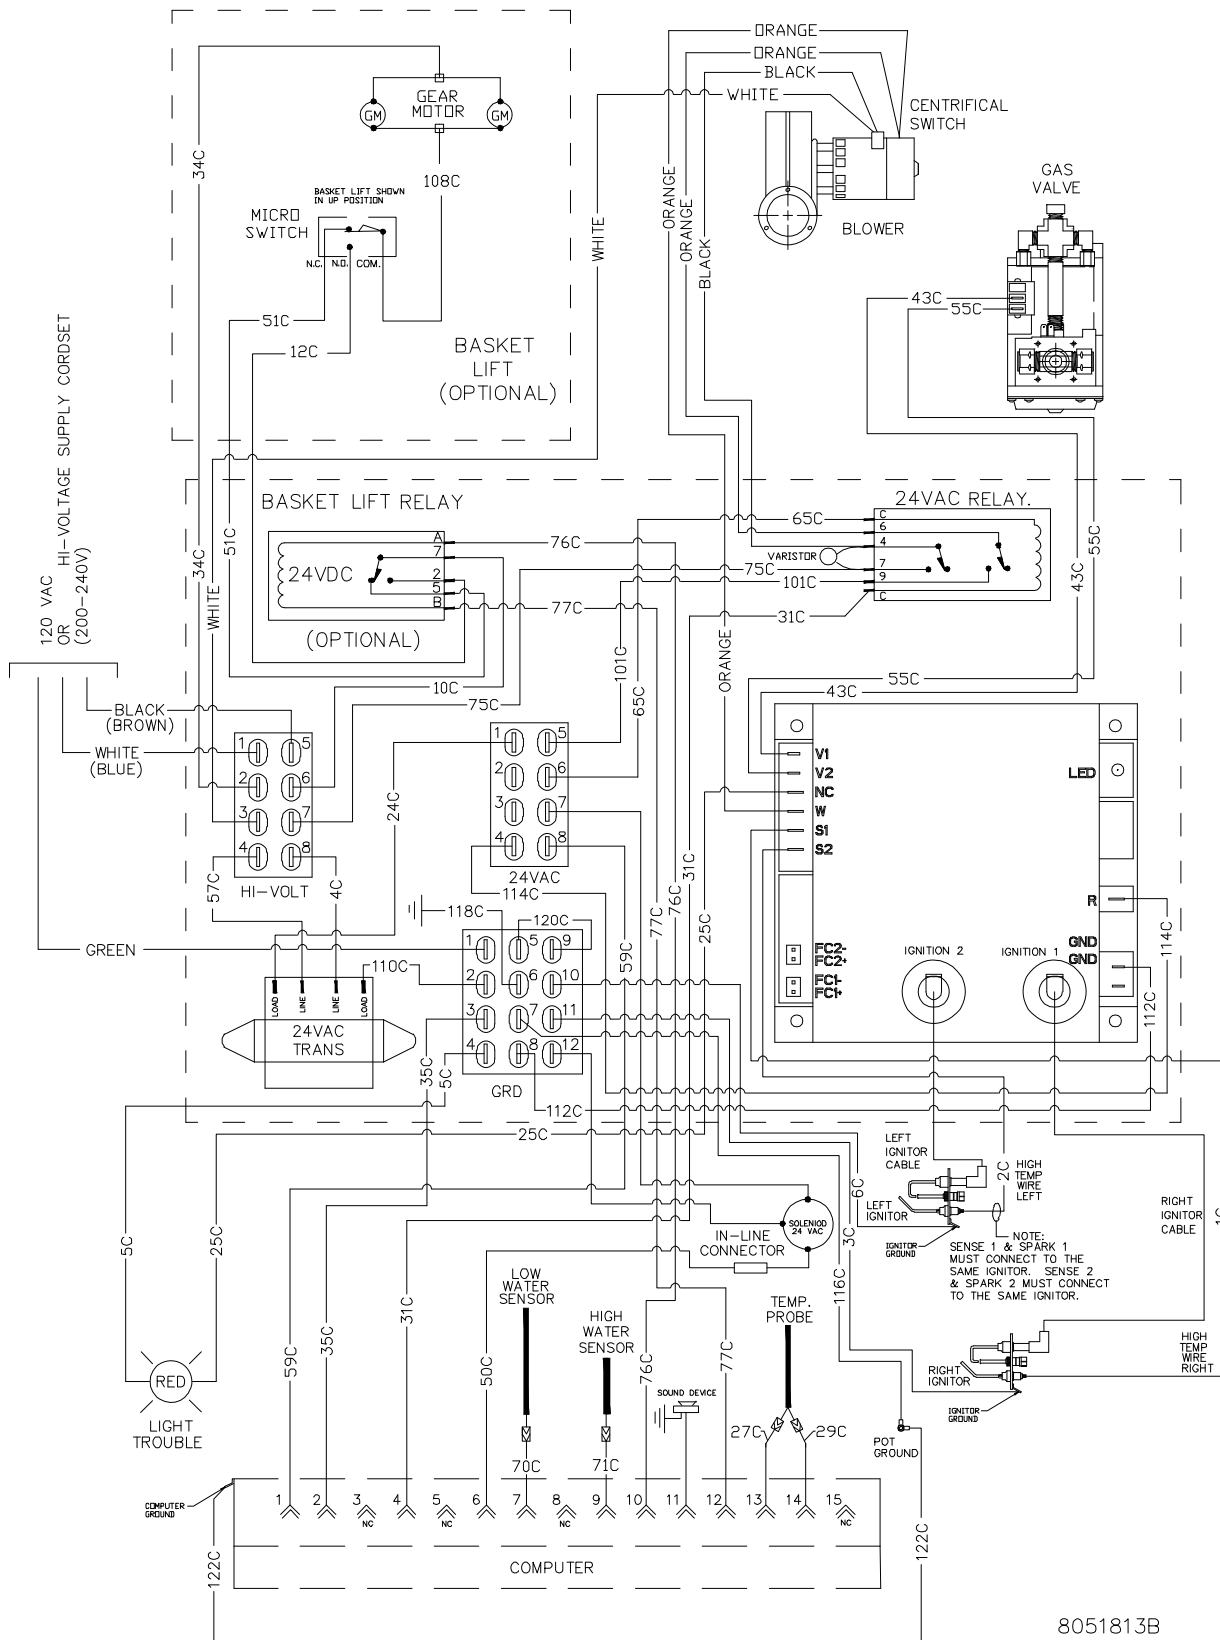 ORANGE
ORANGE
BLACK
WHITE
CENTRIFICAL
SWITCH
BLOWER
GAS
VALVE
GEAR
MOTOR
GM
GM
34C
108C
BASKET LIFT SHOWN
IN UP POSITION
MICRO
SWITCH
N.C. N.O. COM.
51C
12C
BASKET
LIFT
(OPTIONAL)
WHITE
ORANGE
ORANGE
BLACK
43C
55C
120 VAC
OR HI-VOLTAGE SUPPLY CORDSET
(200-240V)
BASKET LIFT RELAY
24VDC
(OPTIONAL)
A
7
2
5
B
76C
77C
51C
34C
WHITE
10C
75C
24VAC RELAY.
C
6
4
7
9
C
65C
VARISTOR
75C
101C
31C
55C
43C
101C
65C
ORANGE
55C
43C
BLACK
(BROWN)
WHITE
(BLUE)
1
2
3
4
5
6
7
8
HI-VOLT
57C
4C
24C
1
2
3
4
5
6
7
8
24VAC
114C
31C
76C
77C
25C
59C
V1
V2
NC
W
S1
S2
LED
R
GND
GND
FC2-
FC2+
FC1-
FC1+
IGNITION 2
IGNITION 1
114C
112C
GREEN
118C
120C
110C
LOAD
LINE
LINE
LOAD
24VAC
TRANS
1
2
3
4
5
6
7
8
9
10
11
12
GRD
35C
5C
112C
25C
5C
25C
RED
LIGHT
TROUBLE
LEFT
IGNITOR
CABLE
2C
HIGH
TEMP
WIRE
LEFT
LEFT
IGNITOR
IGNITOR
GROUND
6C
3C
116C
NOTE:
SENSE 1 & SPARK 1
MUST CONNECT TO THE
SAME IGNITOR. SENSE 2
& SPARK 2 MUST CONNECT
TO THE SAME IGNITOR.
RIGHT
IGNITOR
CABLE
HIGH
TEMP
WIRE
RIGHT
RIGHT
IGNITOR
IGNITOR
GROUND
SOLENIOD
24 VAC
IN-LINE
CONNECTOR
LOW
WATER
SENSOR
HIGH
WATER
SENSOR
TEMP.
PROBE
59C
35C
31C
50C
76C
77C
SOUND DEVICE
70C
71C
27C
29C
POT
GROUND
COMPUTER
GROUND
1
2
3
4
5
6
7
8
9
10
11
12
13
14
15
NC
NC
NC
NC
COMPUTER
122C
122C
8051813B